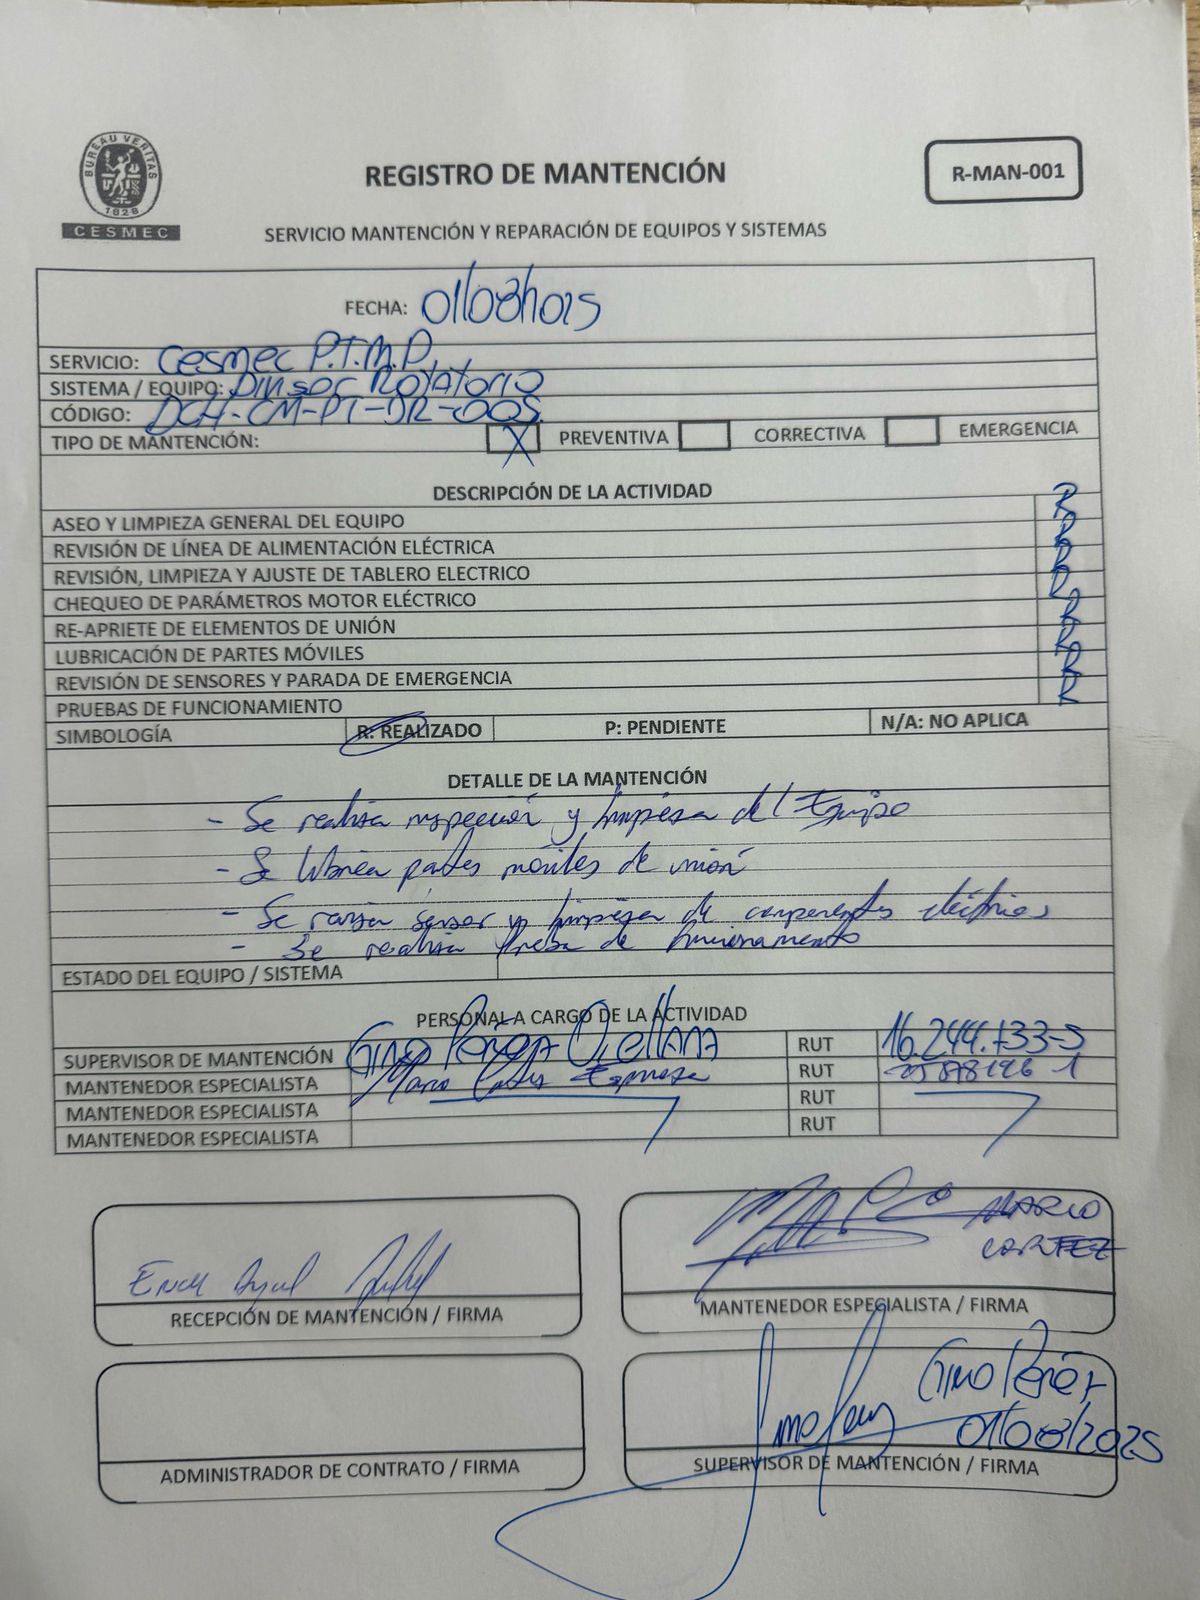 BUREAU VERITAS
1828
CESMEC
REGISTRO DE MANTENCIÓN
R-MAN-001
SERVICIO MANTENCIÓN Y REPARACIÓN DE EQUIPOS Y SISTEMAS
FECHA: 01/08/2025
SERVICIO: Cesmec P.T.M.P.
SISTEMA / EQUIPO: Divisor Rotatorio
CÓDIGO: DCH-CM-PT-DR-005
TIPO DE MANTENCIÓN: X PREVENTIVA CORRECTIVA EMERGENCIA
DESCRIPCIÓN DE LA ACTIVIDAD
ASEO Y LIMPIEZA GENERAL DEL EQUIPO R
REVISIÓN DE LÍNEA DE ALIMENTACIÓN ELÉCTRICA R
REVISIÓN, LIMPIEZA Y AJUSTE DE TABLERO ELECTRICO R
CHEQUEO DE PARÁMETROS MOTOR ELÉCTRICO R
RE-APRIETE DE ELEMENTOS DE UNIÓN R
LUBRICACIÓN DE PARTES MÓVILES R
REVISIÓN DE SENSORES Y PARADA DE EMERGENCIA R
PRUEBAS DE FUNCIONAMIENTO R
SIMBOLOGÍA R: REALIZADO P: PENDIENTE N/A: NO APLICA
DETALLE DE LA MANTENCIÓN
- Se realiza inspección y limpieza del Equipo
- Se lubrica partes móviles de unión
- Se revisa sensor y limpieza de componentes eléctricos
- Se realiza prueba de funcionamiento
ESTADO DEL EQUIPO / SISTEMA
PERSONAL A CARGO DE LA ACTIVIDAD
SUPERVISOR DE MANTENCIÓN Gino Pérez Orellana RUT 16.244.733-5
MANTENEDOR ESPECIALISTA Mario Cortes Espinosa RUT
MANTENEDOR ESPECIALISTA RUT
MANTENEDOR ESPECIALISTA RUT
MARIO
CORTEZ
Erick
RECEPCIÓN DE MANTENCIÓN / FIRMA
MANTENEDOR ESPECIALISTA / FIRMA
Gino Pérez
01/08/2025
ADMINISTRADOR DE CONTRATO / FIRMA
SUPERVISOR DE MANTENCIÓN / FIRMA